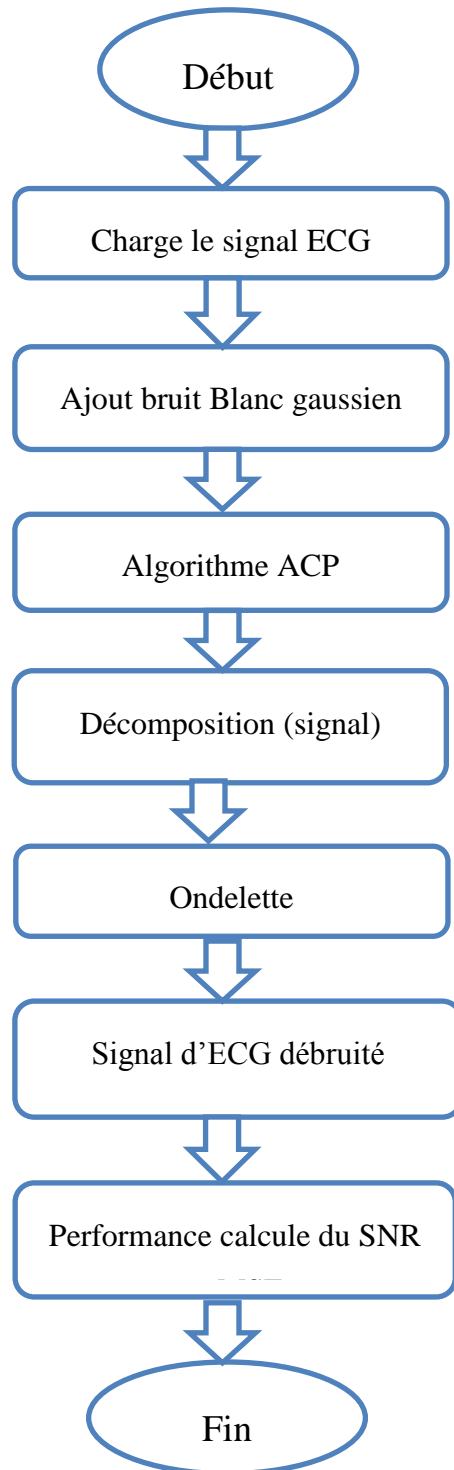 Début
Charge le signal ECG
Ajout bruit Blanc gaussien
Algorithme ACP
Décomposition (signal)
Ondelette
Signal d’ECG débruité
Performance calcule du SNR
Fin